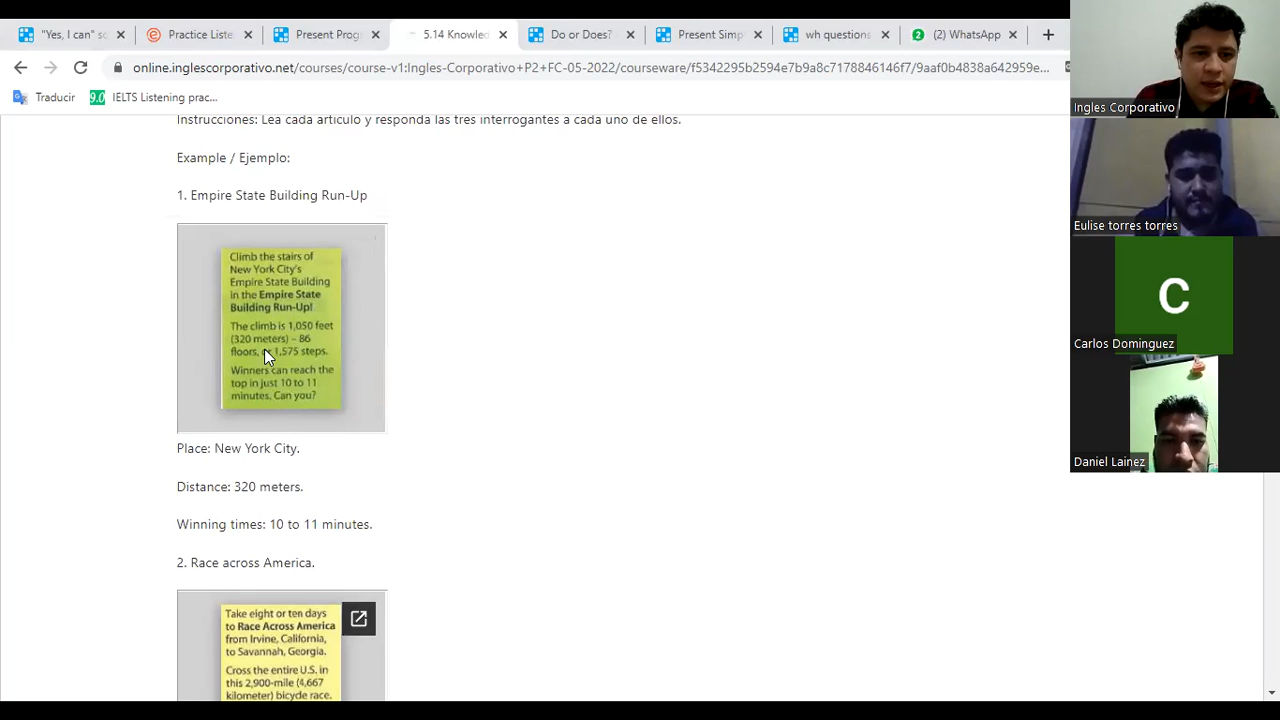 "Yes, I can" so
Practice Liste
Present Prog
5.14 Knowled
Do or Does?
Present Simp
wh questions
2 (2) WhatsApp
online.inglescorporativo.net/courses/course-v1:Ingles-Corporativo+P2+FC-05-2022/courseware/f5342295b2594e7b9a8c7178846146f7/9aaf0b4838a642959e...
Traducir
9.0 IELTS Listening prac...
Instrucciones: Lea cada artículo y responda las tres interrogantes a cada uno de ellos.
Example / Ejemplo:
1. Empire State Building Run-Up
Climb the stairs of
New York City's
Empire State Building
in the Empire State
Building Run-Up!
The climb is 1,050 feet
(320 meters) – 86
floors, or 1,575 steps.
Winners can reach the
top in just 10 to 11
minutes. Can you?
Place: New York City.
Distance: 320 meters.
Winning times: 10 to 11 minutes.
2. Race across America.
Take eight or ten days
to Race Across America
from Irvine, California,
to Savannah, Georgia.
Cross the entire U.S. in
this 2,900-mile (4,667
kilometer) bicycle race.
Ingles Corporativo
Eulise torres torres
C
Carlos Dominguez
Daniel Lainez